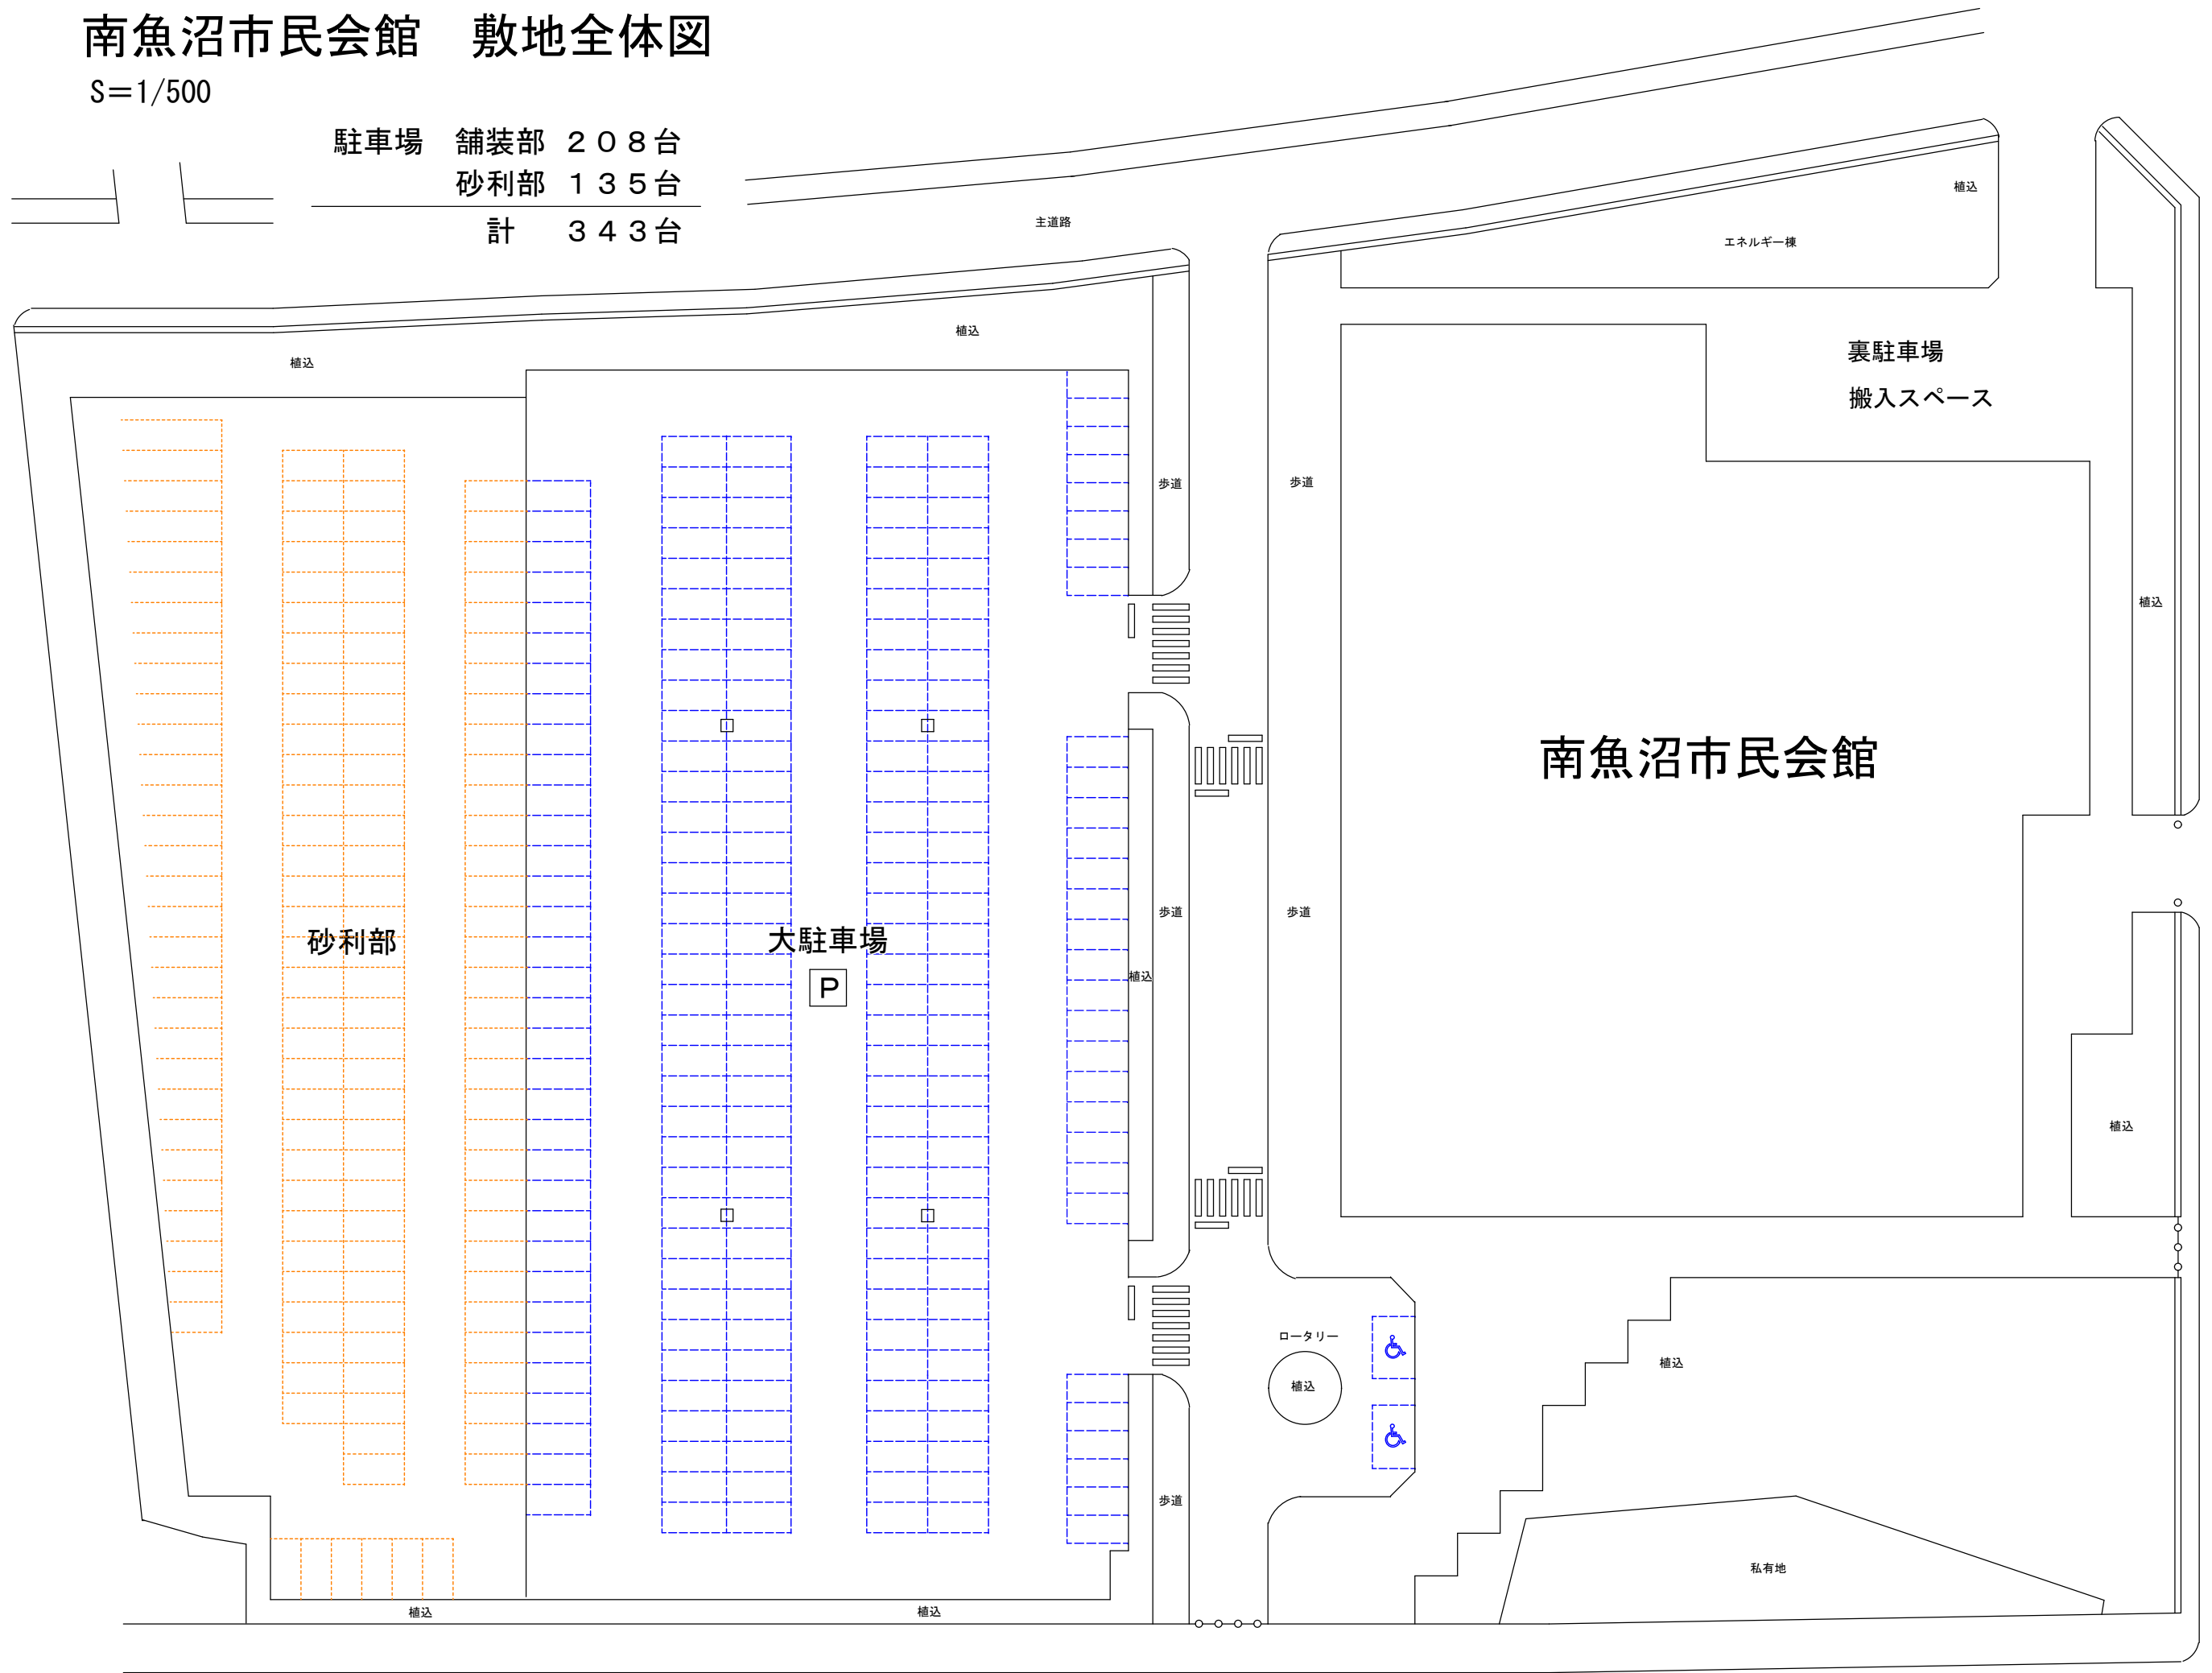 南魚沼市民会館　敷地全体図
S＝1/500
駐車場　舗装部　２０８台
砂利部　１３５台
計　３４３台
主道路
植込
エネルギー棟
植込
植込
裏駐車場
搬入スペース
歩道
歩道
植込
南魚沼市民会館
砂利部
大駐車場
P
植込
歩道
歩道
植込
ロータリー
植込
植込
歩道
私有地
植込
植込